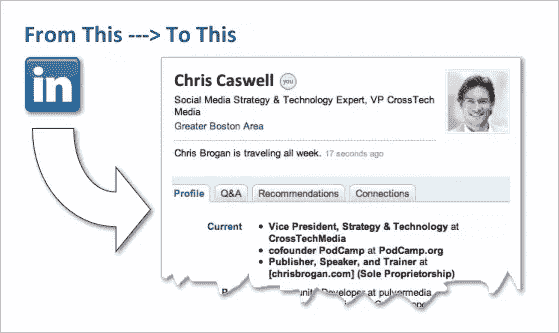 From This ---> To This
in
Chris Caswell you
Social Media Strategy & Technology Expert, VP CrossTech
Media
Greater Boston Area
Chris Brogan is traveling all week. 17 seconds ago
Profile Q&A Recommendations Connections
Current • Vice President, Strategy & Technology at
CrossTechMedia
• cofounder PodCamp at PodCamp.org
• Publisher, Speaker, and Trainer at
[chrisbrogan.com] (Sole Proprietorship)
Developer at pulvermedia